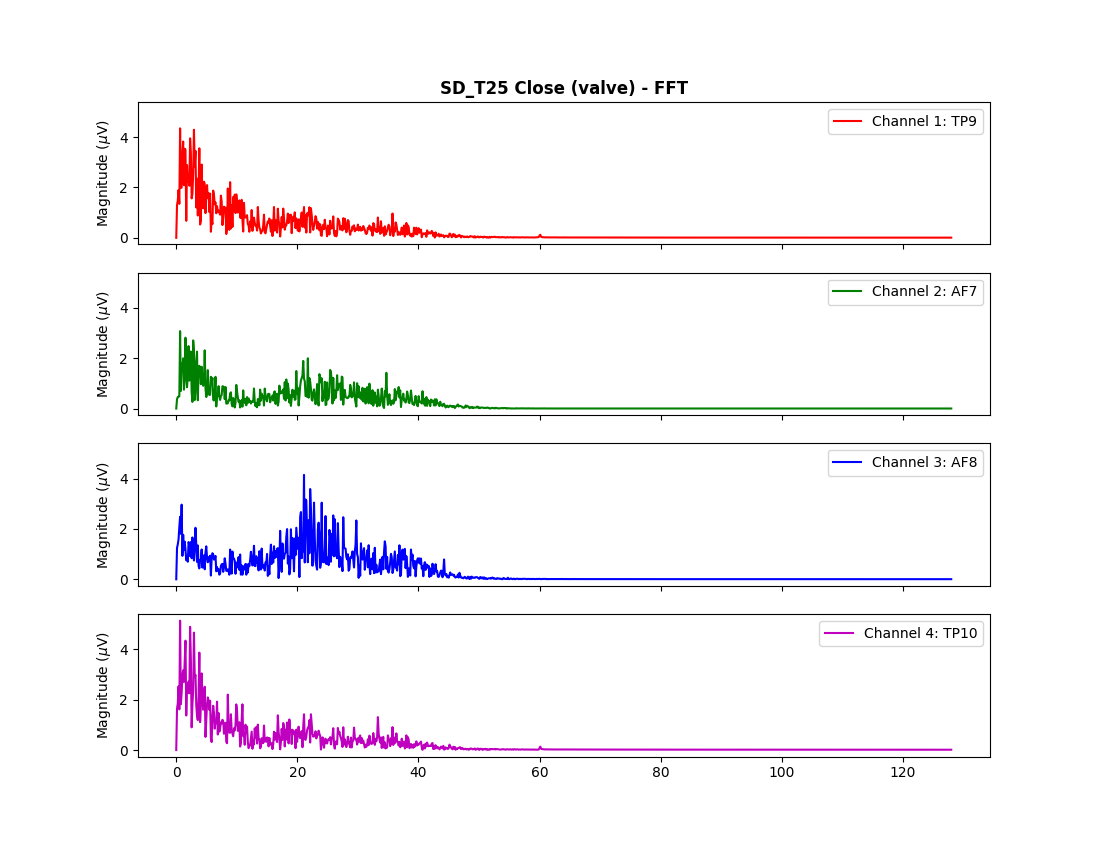 SD_T25 Close (valve) - FFT
Magnitude (μV)
4
2
0
Channel 1: TP9
Magnitude (μV)
4
2
0
Channel 2: AF7
Magnitude (μV)
4
2
0
Channel 3: AF8
Magnitude (μV)
4
2
0
Channel 4: TP10
0 20 40 60 80 100 120